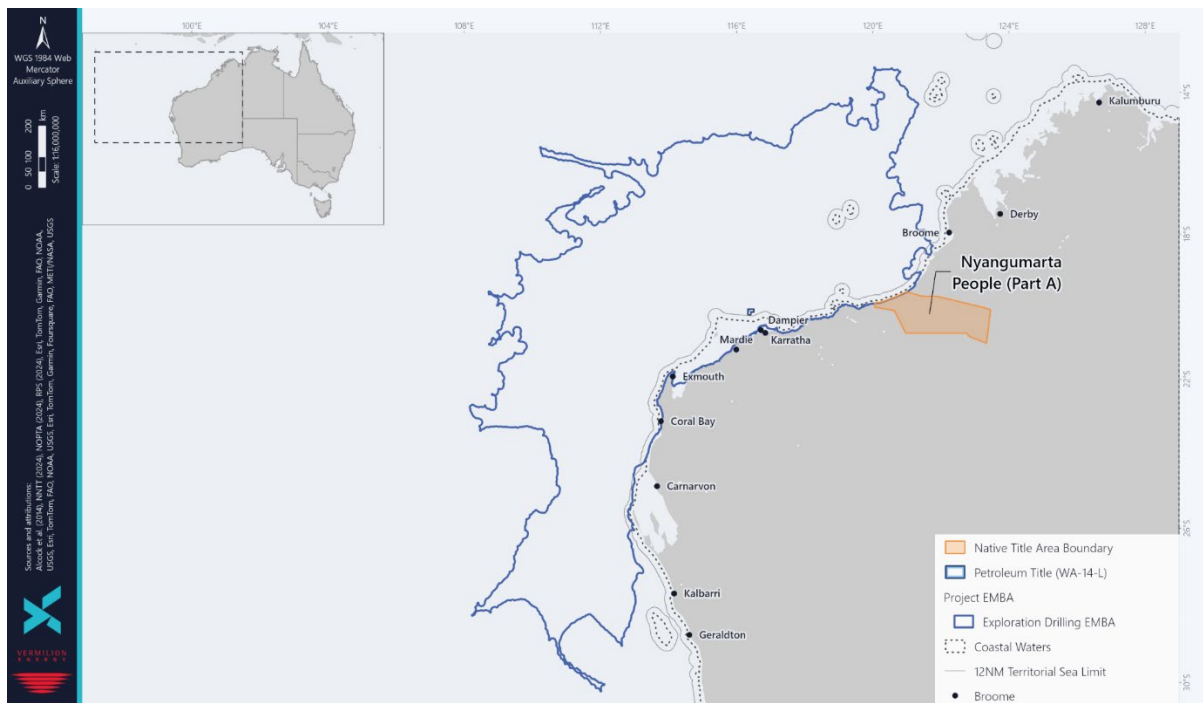 N
WGS 1984 Web
Mercator
Auxiliary Sphere
0 50 100 200
km
Scale: 1:16,000,000
Sources and attributions:
Alcock et al. (2014), NNTT (2024), NOPTA (2024), RPS (2024), Esri, TomTom, Garmin, FAO, NOAA,
USGS, Esri, TomTom, FAO, NOAA, USGS, Esri, TomTom, Garmin, Foursquare, FAO, METI/NASA, USGS
VERMILION
ENERGY
100°E
104°E
108°E
112°E
116°E
120°E
124°E
128°E
14°S
18°S
22°S
26°S
30°S
Kalumburu
Derby
Broome
Nyangumarta
People (Part A)
Dampier
Mardie
Karratha
Exmouth
Coral Bay
Carnarvon
Kalbarri
Geraldton
Native Title Area Boundary
Petroleum Title (WA-14-L)
Project EMBA
Exploration Drilling EMBA
Coastal Waters
12NM Territorial Sea Limit
Broome